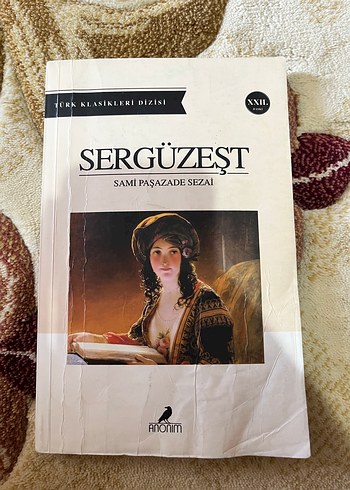 TÜRK KLASİKLERİ DİZİSİ
XXII.
SERGÜZEŞT
SAMİ PAŞAZADE SEZAİ
ANONİM